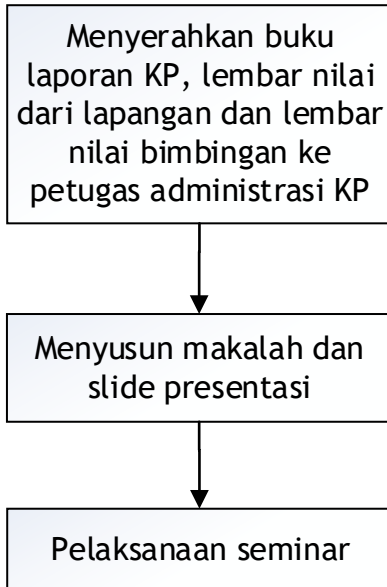 Menyerahkan buku
laporan KP, lembar nilai
dari lapangan dan lembar
nilai bimbingan ke
petugas administrasi KP
Menyusun makalah dan
slide presentasi
Pelaksanaan seminar